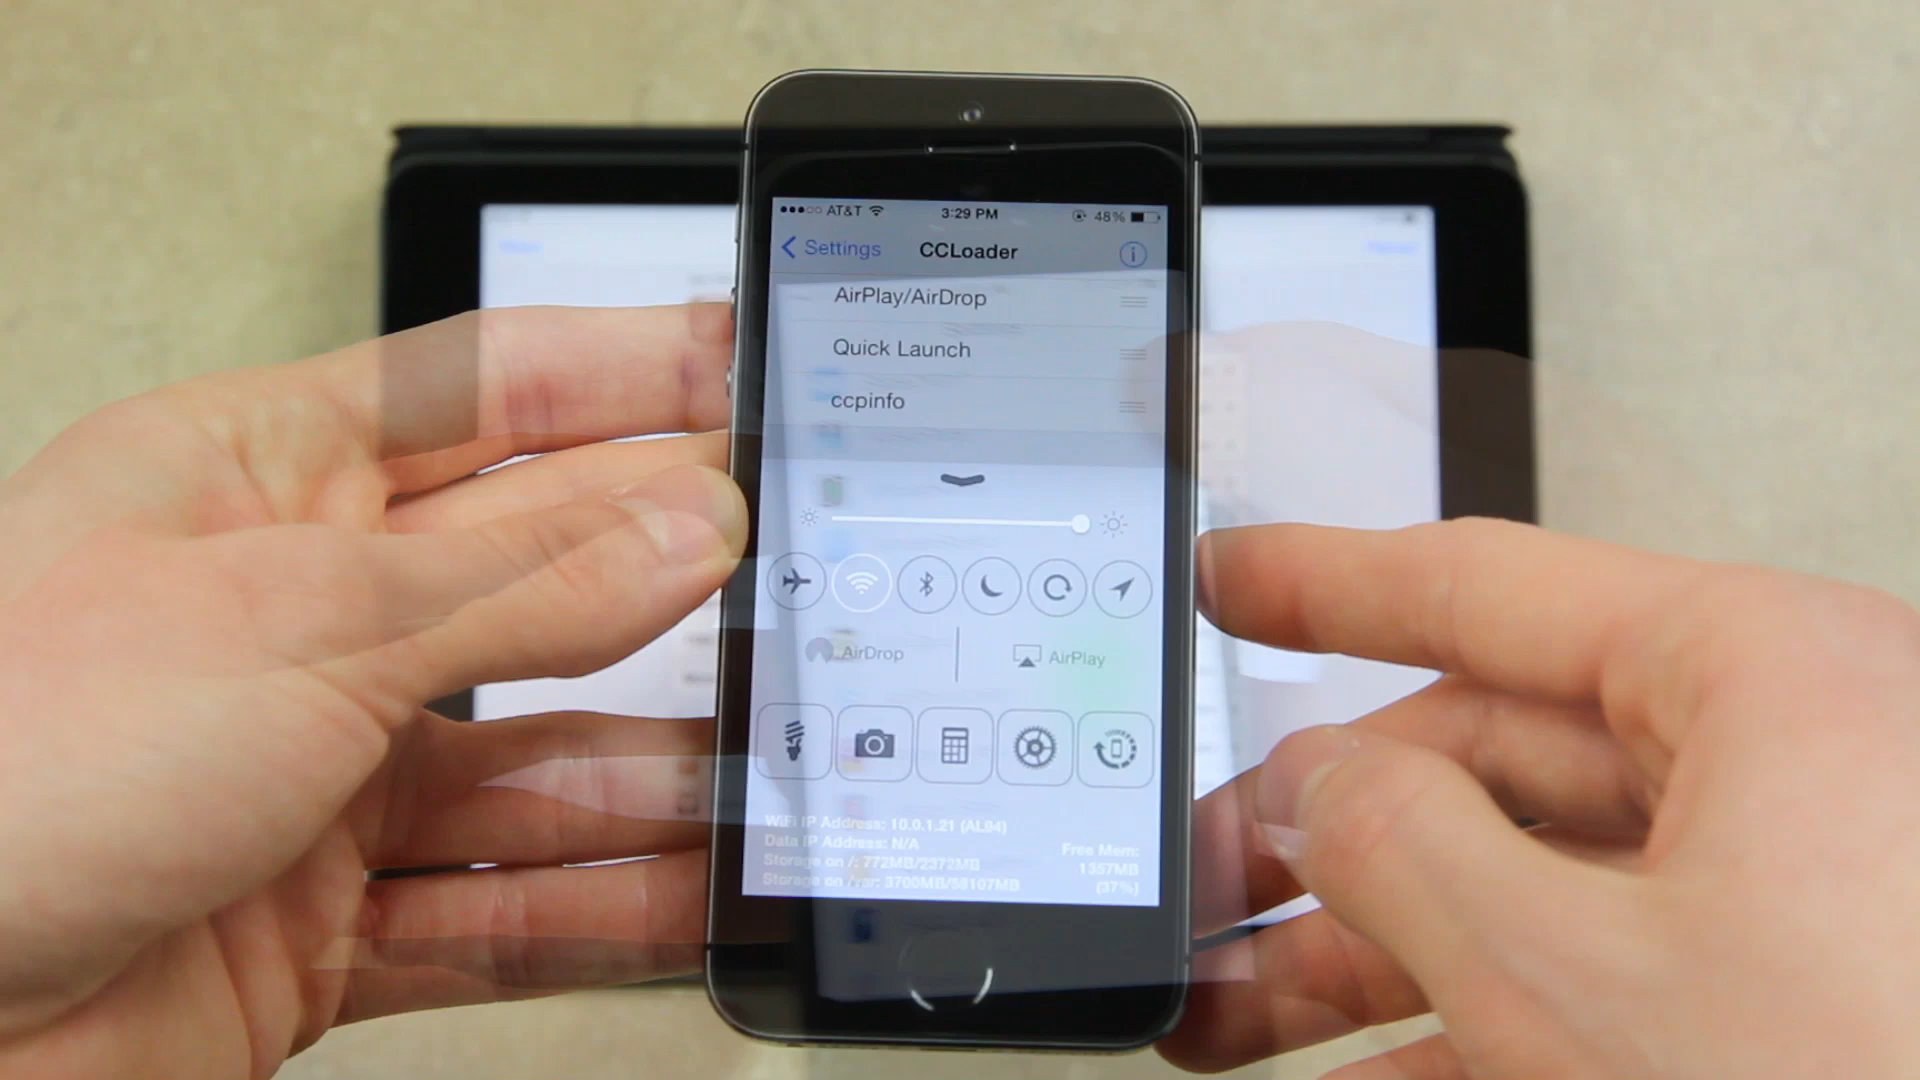 AT&T 3:29 PM 48%
Settings CCLoader
AirPlay/AirDrop
Quick Launch
ccpinfo
AirDrop AirPlay
WiFi IP Address: 10.0.1.21 (AL94)
Data IP Address: N/A
Free Mem:
Storage on /: 772MB/2372MB
1357MB
Storage on /var: 3700MB/58107MB
(37%)